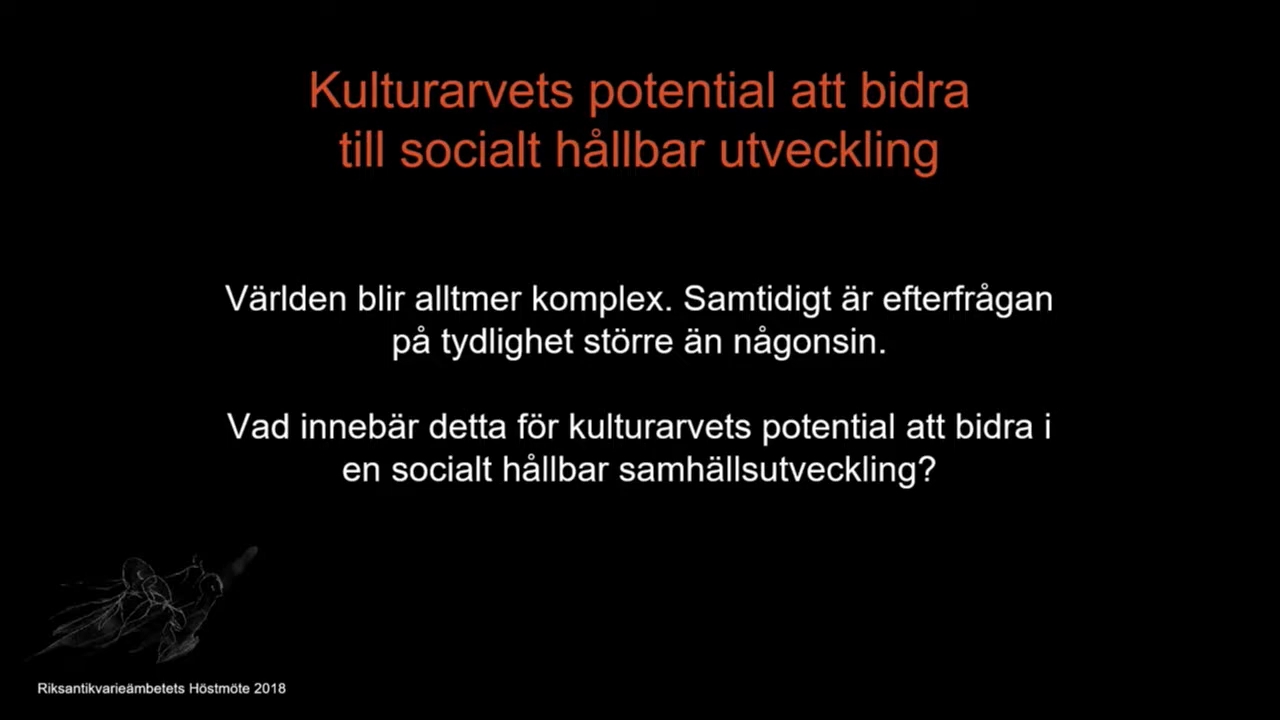 Kulturarvets potential att bidra
till socialt hållbar utveckling
Världen blir alltmer komplex. Samtidigt är efterfrågan
på tydlighet större än någonsin.
Vad innebär detta för kulturarvets potential att bidra i
en socialt hållbar samhällsutveckling?
Riksantikvarieämbetets Höstmöte 2018